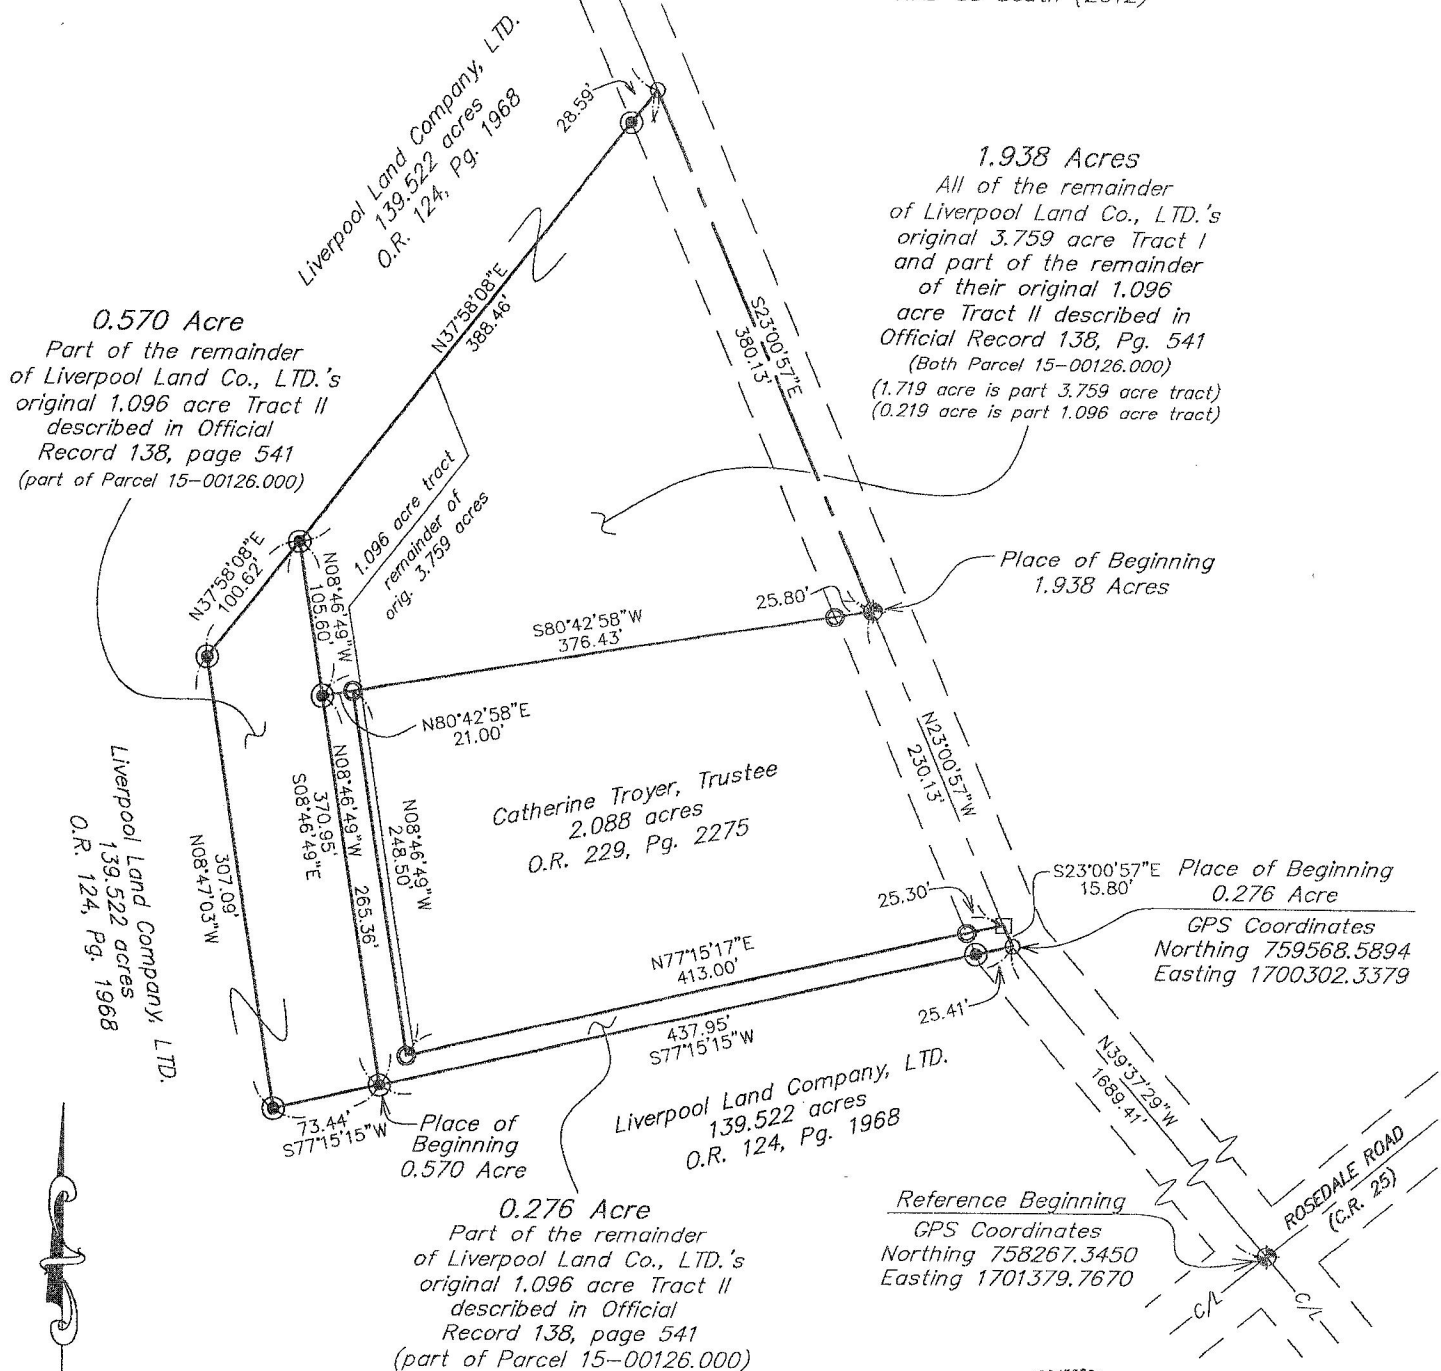 Liverpool Land Company, LTD.
139.522 acres
O.R. 124, Pg. 1968
28.59'
1.938 Acres
All of the remainder
of Liverpool Land Co., LTD.'s
original 3.759 acre Tract I
and part of the remainder
of their original 1.096
acre Tract II described in
Official Record 138, Pg. 541
(Both Parcel 15-00126.000)
(1.719 acre is part 3.759 acre tract)
(0.219 acre is part 1.096 acre tract)
0.570 Acre
Part of the remainder
of Liverpool Land Co., LTD.'s
original 1.096 acre Tract II
described in Official
Record 138, page 541
(part of Parcel 15-00126.000)
N37°58'08"E
388.46'
S23°00'57"E
380.13'
1.096 acre tract
remainder of
orig. 3.759 acres
N37°58'08"E
100.62'
N08°46'49"W
105.60'
Place of Beginning
1.938 Acres
25.80'
S80°42'58"W
376.43'
N80°42'58"E
21.00'
N23°00'57"W
230.13'
Catherine Troyer, Trustee
2.088 acres
O.R. 229, Pg. 2275
Liverpool Land Company, LTD.
139.522 acres
O.R. 124, Pg. 1968
307.09'
N08°47'03"W
370.95'
S08°46'49"E
N08°46'49"W
265.36'
N08°46'49"W
248.50'
25.30'
S23°00'57"E
15.80'
Place of Beginning
0.276 Acre
GPS Coordinates
Northing 759568.5894
Easting 1700302.3379
N77°15'17"E
413.00'
25.41'
437.95'
S77°15'15"W
N39°37'29"W
1689.41'
73.44'
S77°15'15"W
Place of
Beginning
0.570 Acre
Liverpool Land Company, LTD.
139.522 acres
O.R. 124, Pg. 1968
0.276 Acre
Part of the remainder
of Liverpool Land Co., LTD.'s
original 1.096 acre Tract II
described in Official
Record 138, page 541
(part of Parcel 15-00126.000)
Reference Beginning
GPS Coordinates
Northing 758267.3450
Easting 1701379.7670
ROSEDALE ROAD
(C.R. 25)
C/L
C/L